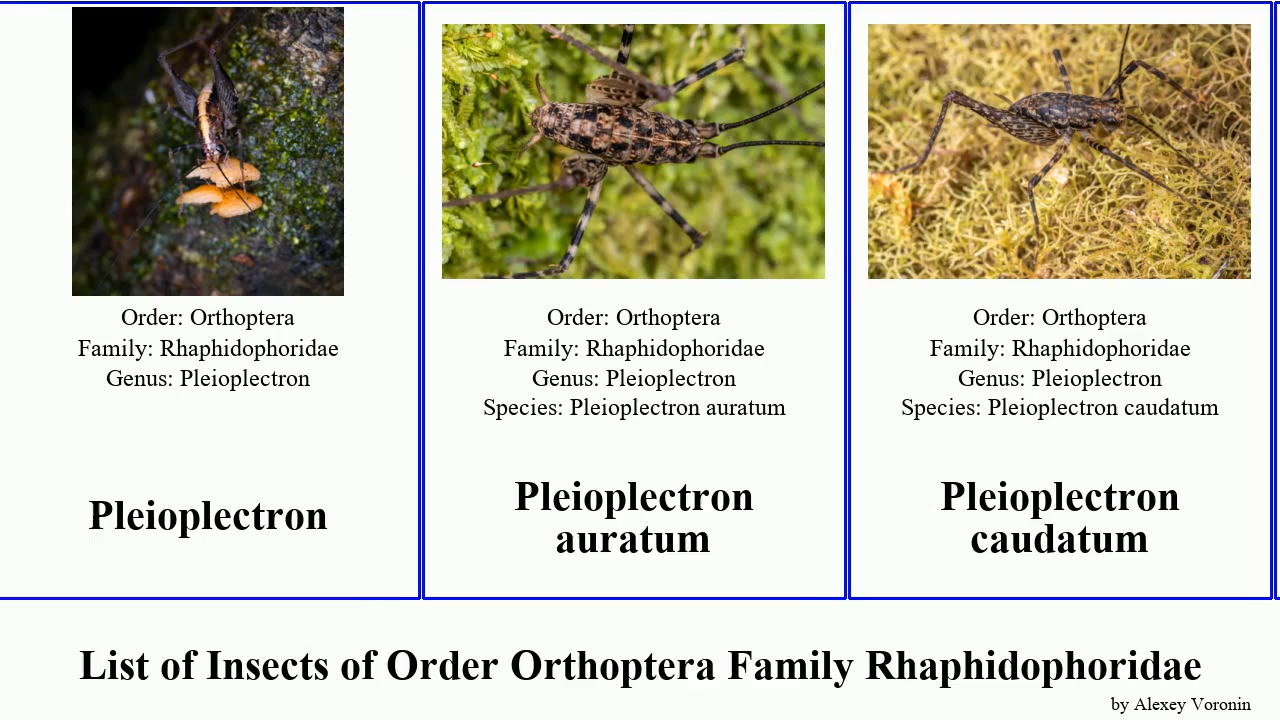 Order: Orthoptera
Family: Rhaphidophoridae
Genus: Pleioplectron
Pleioplectron
Order: Orthoptera
Family: Rhaphidophoridae
Genus: Pleioplectron
Species: Pleioplectron auratum
Pleioplectron
auratum
Order: Orthoptera
Family: Rhaphidophoridae
Genus: Pleioplectron
Species: Pleioplectron caudatum
Pleioplectron
caudatum
List of Insects of Order Orthoptera Family Rhaphidophoridae
by Alexey Voronin